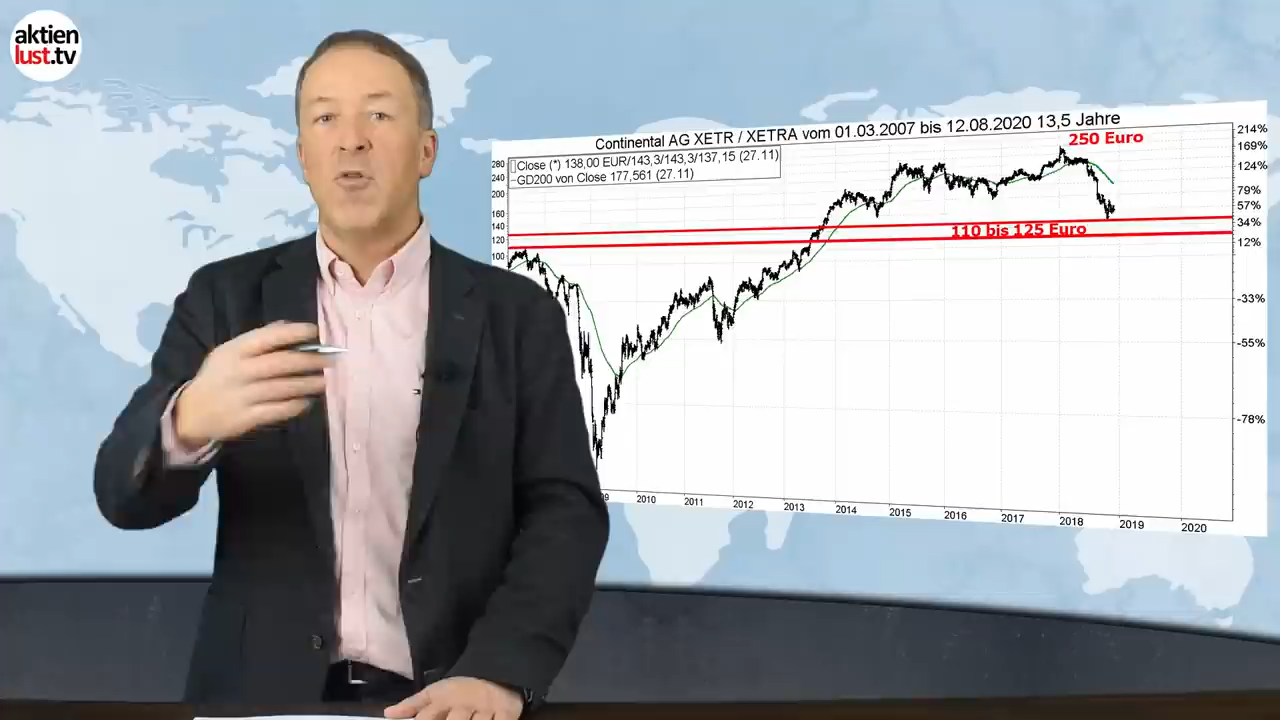 aktien
lust.tv
Continental AG XETR / XETRA vom 01.03.2007 bis 12.08.2020 13,5 Jahre
Close (*) 138,00 EUR/143,3/143,3/137,15 (27.11)
GD200 von Close 177,561 (27.11)
250 Euro
110 bis 125 Euro
280
240
200
160
140
120
100
214%
169%
124%
79%
57%
34%
12%
-33%
-55%
-78%
09 2010 2011 2012 2013 2014 2015 2016 2017 2018 2019 2020